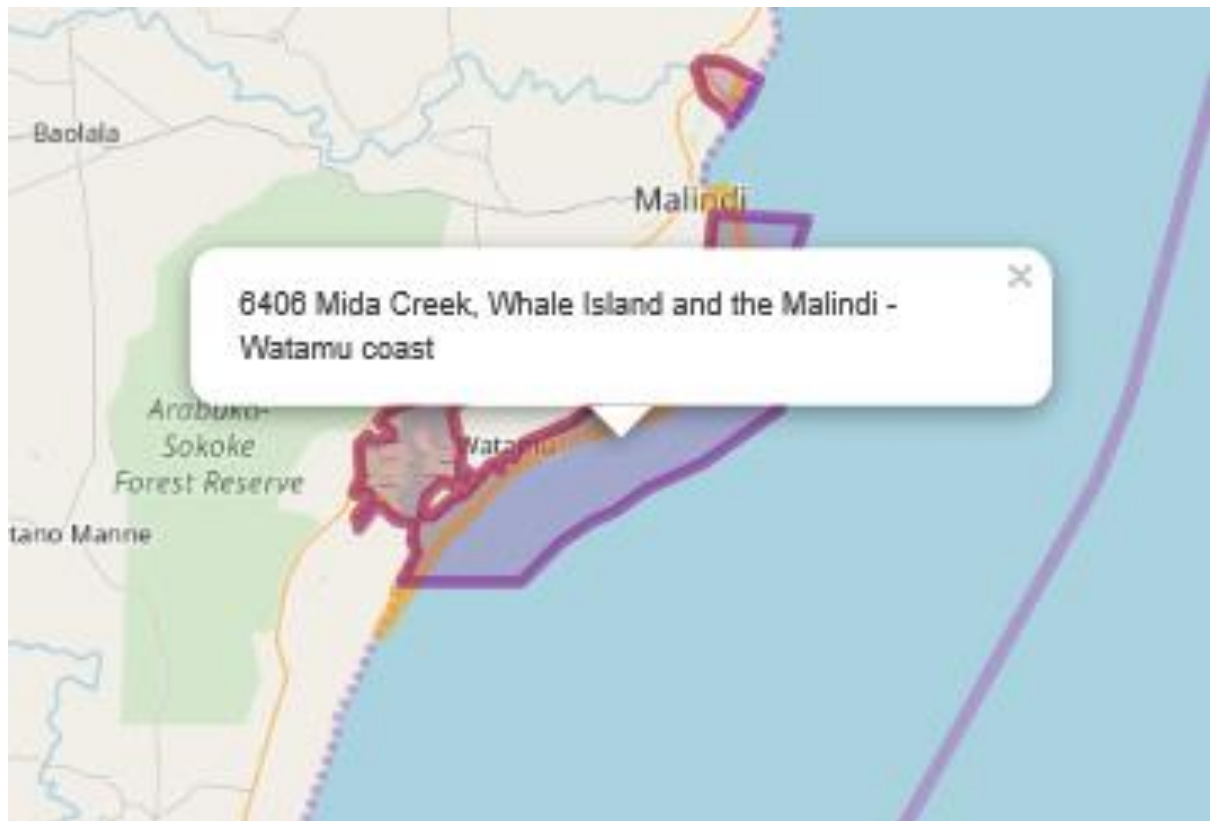 Baolala
Malindi
×
6406 Mida Creek, Whale Island and the Malindi -
Watamu coast
Arabuko-
Sokoke
Forest Reserve
Watamu
tano Manne